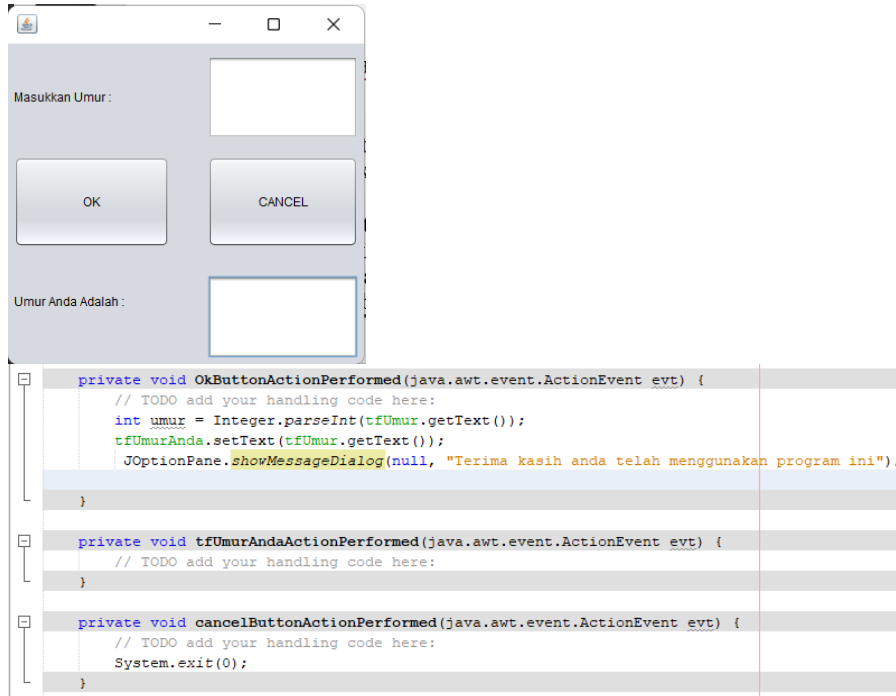 Masukkan Umur :
OK
CANCEL
Umur Anda Adalah :
private void OkButtonActionPerformed(java.awt.event.ActionEvent evt) {
// TODO add your handling code here:
int umur = Integer.parseInt(tfUmur.getText());
tfUmurAnda.setText(tfUmur.getText());
JOptionPane.showMessageDialog(null, "Terima kasih anda telah menggunakan program ini")
}
private void tfUmurAndaActionPerformed(java.awt.event.ActionEvent evt) {
// TODO add your handling code here:
}
private void cancelButtonActionPerformed(java.awt.event.ActionEvent evt) {
// TODO add your handling code here:
System.exit(0);
}